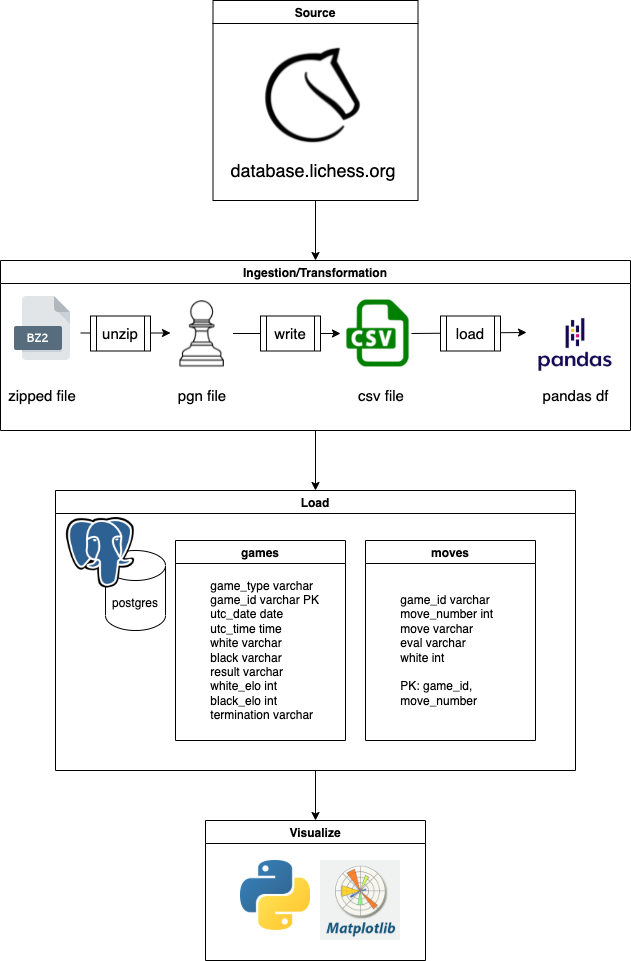 Source
database.lichess.org
Ingestion/Transformation
BZ2
unzip
write
CSV
load
pandas
zipped file
pgn file
csv file
pandas df
Load
postgres
games
game_type varchar
game_id varchar PK
utc_date date
utc_time time
white varchar
black varchar
result varchar
white_elo int
black_elo int
termination varchar
moves
game_id varchar
move_number int
move varchar
eval varchar
white int
PK: game_id,
move_number
Visualize
Matplotlib